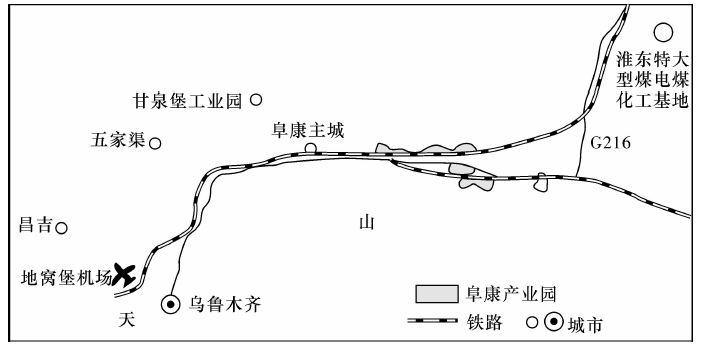 淮东特大
型煤电煤
化工基地
甘泉堡工业园
五家渠
阜康主城
G216
昌吉
山
地窝堡机场
乌鲁木齐
天
阜康产业园
铁路
城市